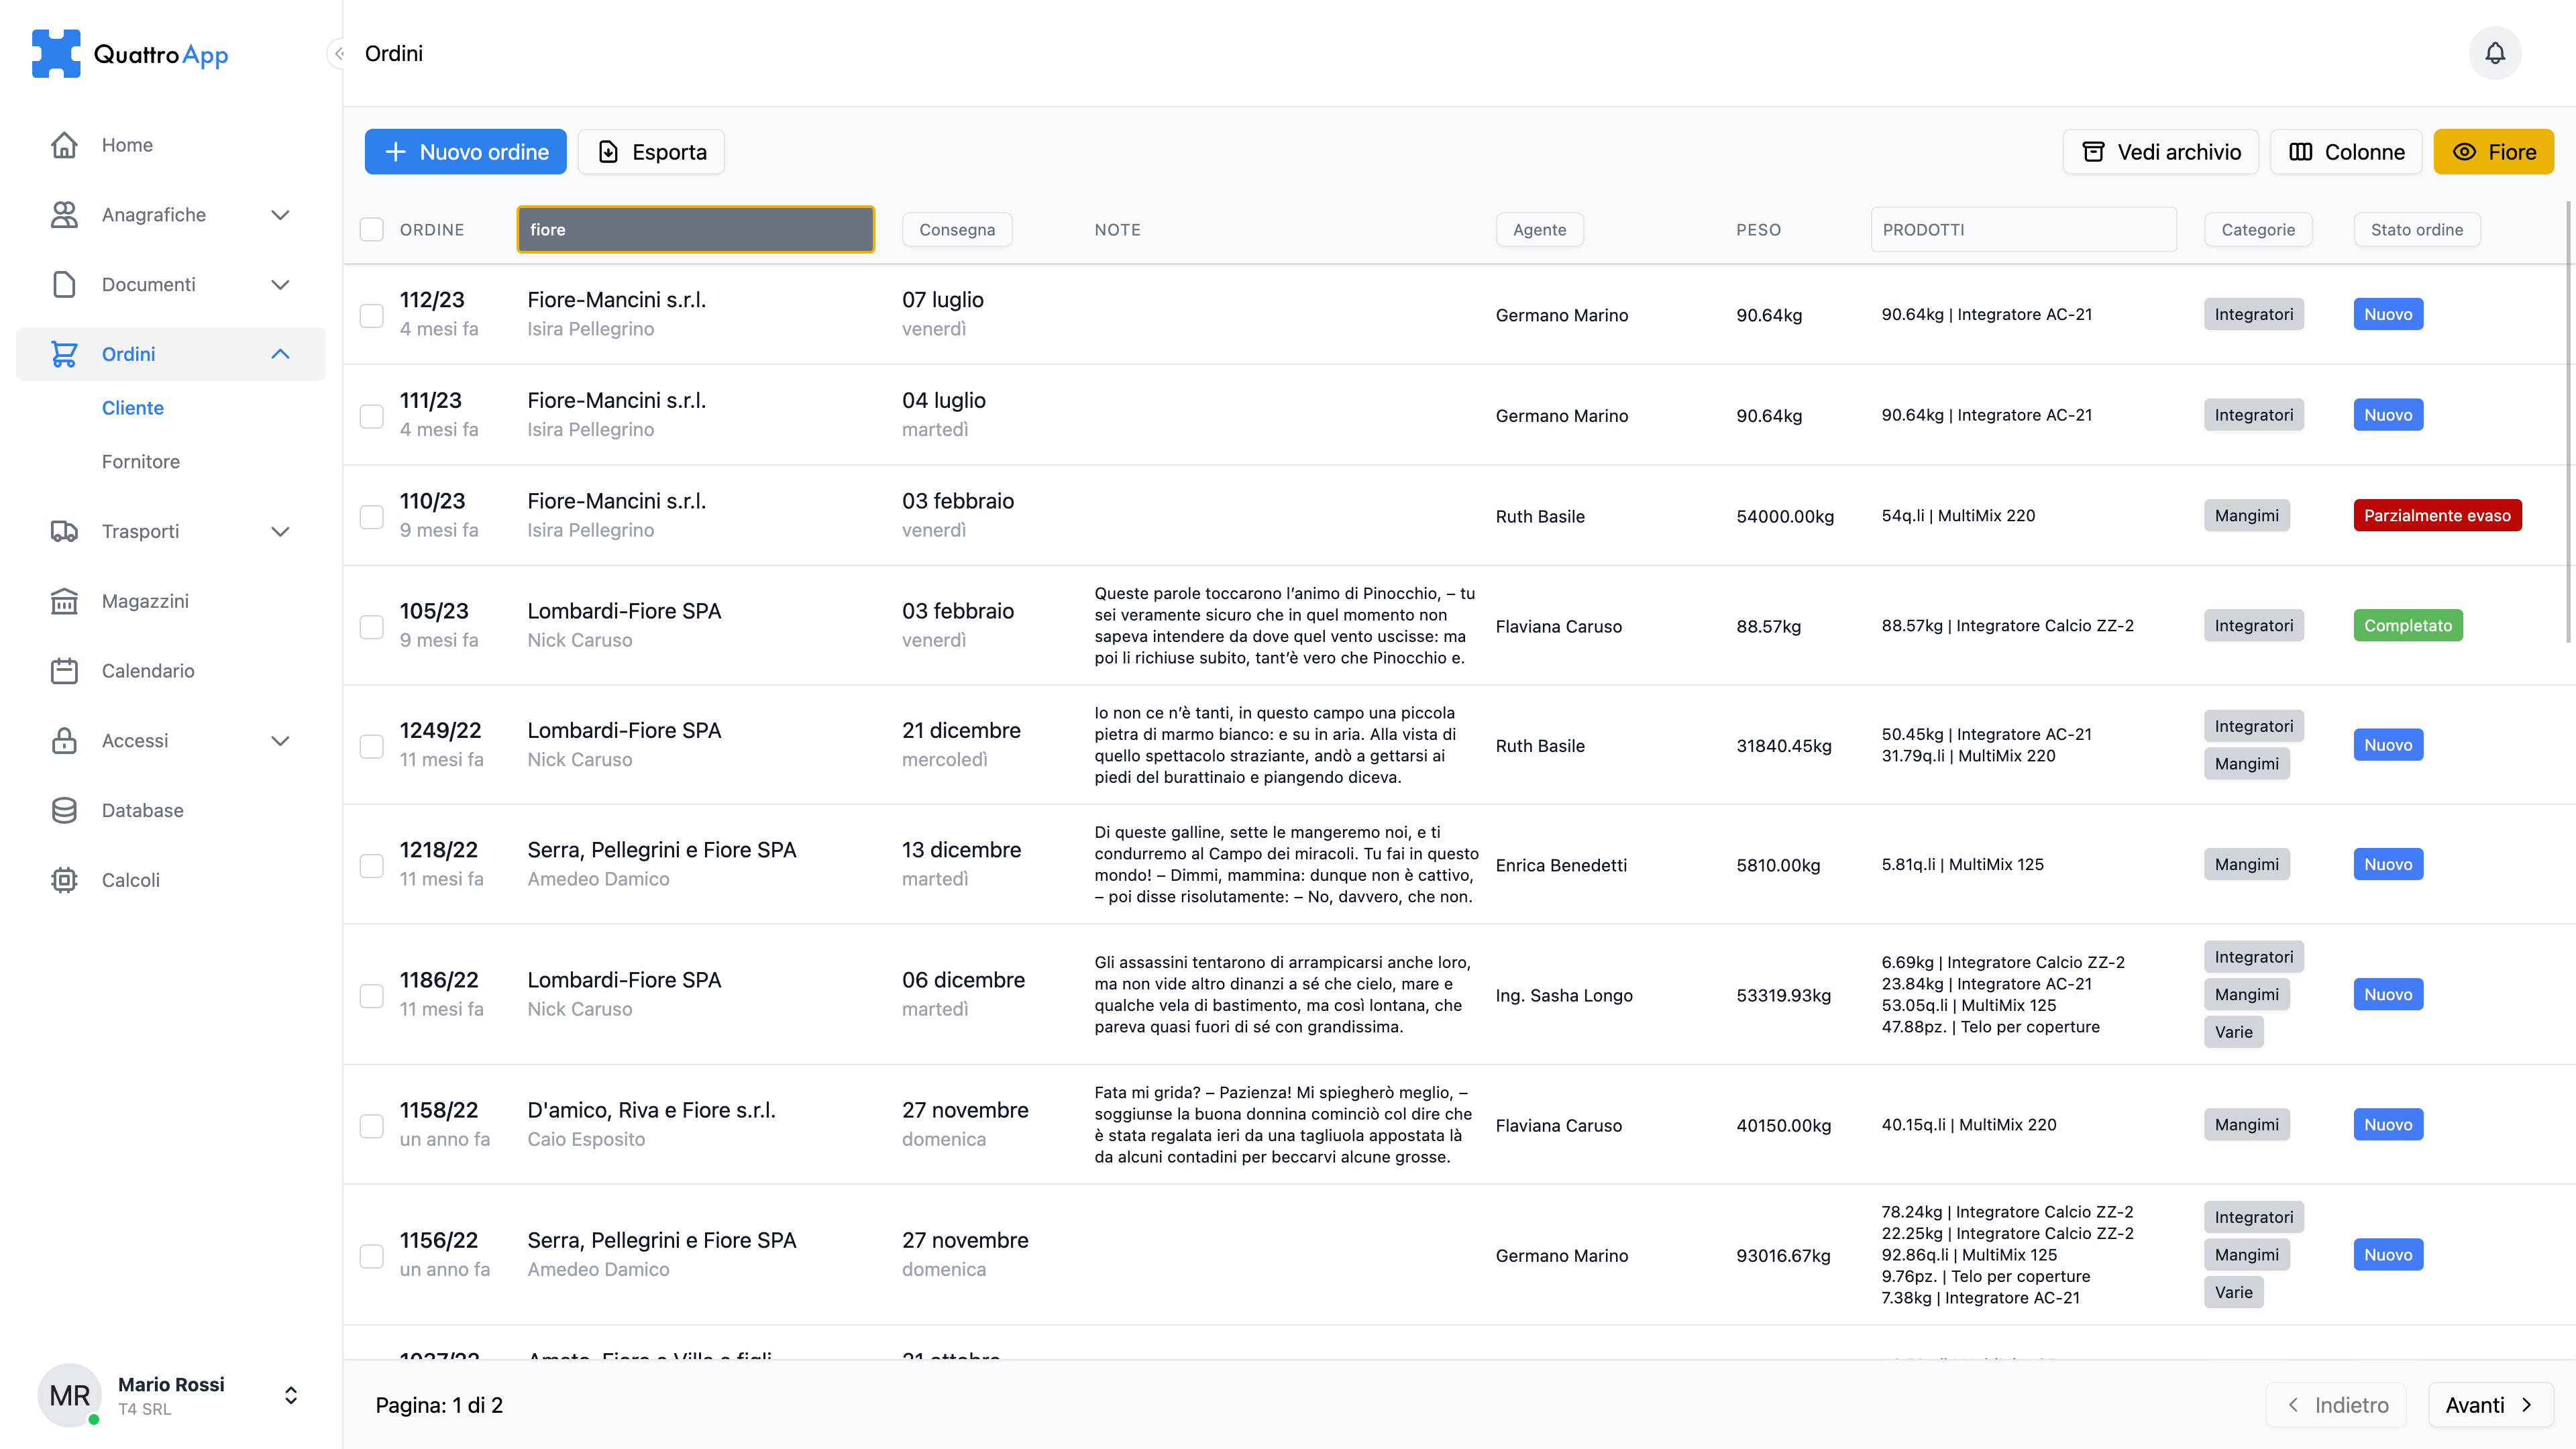 QuattroApp
Ordini
Home
Anagrafiche
Documenti
Ordini
Cliente
Fornitore
Trasporti
Magazzini
Calendario
Accessi
Database
Calcoli
MR
Mario Rossi
T4 SRL
Nuovo ordine
Esporta
Vedi archivio
Colonne
Fiore
ORDINE
fiore
Consegna
NOTE
Agente
PESO
PRODOTTI
Categorie
Stato ordine
112/23
4 mesi fa
Fiore-Mancini s.r.l.
Isira Pellegrino
07 luglio
venerdì
Germano Marino
90.64kg
90.64kg | Integratore AC-21
Integratori
Nuovo
111/23
4 mesi fa
Fiore-Mancini s.r.l.
Isira Pellegrino
04 luglio
martedì
Germano Marino
90.64kg
90.64kg | Integratore AC-21
Integratori
Nuovo
110/23
9 mesi fa
Fiore-Mancini s.r.l.
Isira Pellegrino
03 febbraio
venerdì
Ruth Basile
54000.00kg
54q.li | MultiMix 220
Mangimi
Parzialmente evaso
105/23
9 mesi fa
Lombardi-Fiore SPA
Nick Caruso
03 febbraio
venerdì
Queste parole toccarono l’animo di Pinocchio, – tu
sei veramente sicuro che in quel momento non
sapeva intendere da dove quel vento uscisse: ma
poi li richiuse subito, tant’è vero che Pinocchio e.
Flaviana Caruso
88.57kg
88.57kg | Integratore Calcio ZZ-2
Integratori
Completato
1249/22
11 mesi fa
Lombardi-Fiore SPA
Nick Caruso
21 dicembre
mercoledì
Io non ce n’è tanti, in questo campo una piccola
pietra di marmo bianco: e su in aria. Alla vista di
quello spettacolo straziante, andò a gettarsi ai
piedi del burattinaio e piangendo diceva.
Ruth Basile
31840.45kg
50.45kg | Integratore AC-21
31.79q.li | MultiMix 220
Integratori
Mangimi
Nuovo
1218/22
11 mesi fa
Serra, Pellegrini e Fiore SPA
Amedeo Damico
13 dicembre
martedì
Di queste galline, sette le mangeremo noi, e ti
condurremo al Campo dei miracoli. Tu fai in questo
mondo! – Dimmi, mammina: dunque non è cattivo,
– poi disse risolutamente: – No, davvero, che non.
Enrica Benedetti
5810.00kg
5.81q.li | MultiMix 125
Mangimi
Nuovo
1186/22
11 mesi fa
Lombardi-Fiore SPA
Nick Caruso
06 dicembre
martedì
Gli assassini tentarono di arrampicarsi anche loro,
ma non vide altro dinanzi a sé che cielo, mare e
qualche vela di bastimento, ma così lontana, che
pareva quasi fuori di sé con grandissima.
Ing. Sasha Longo
53319.93kg
6.69kg | Integratore Calcio ZZ-2
23.84kg | Integratore AC-21
53.05q.li | MultiMix 125
47.88pz. | Telo per coperture
Integratori
Mangimi
Varie
Nuovo
1158/22
un anno fa
D'amico, Riva e Fiore s.r.l.
Caio Esposito
27 novembre
domenica
Fata mi grida? – Pazienza! Mi spiegherò meglio, –
soggiunse la buona donnina cominciò col dire che
è stata regalata ieri da una tagliuola appostata là
da alcuni contadini per beccarvi alcune grosse.
Flaviana Caruso
40150.00kg
40.15q.li | MultiMix 220
Mangimi
Nuovo
1156/22
un anno fa
Serra, Pellegrini e Fiore SPA
Amedeo Damico
27 novembre
domenica
Germano Marino
93016.67kg
78.24kg | Integratore Calcio ZZ-2
22.25kg | Integratore Calcio ZZ-2
92.86q.li | MultiMix 125
9.76pz. | Telo per coperture
7.38kg | Integratore AC-21
Integratori
Mangimi
Varie
Nuovo
Pagina: 1 di 2
Indietro
Avanti